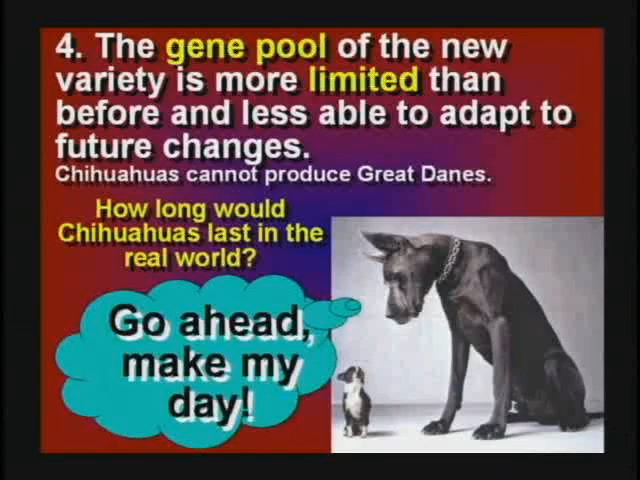 4. The gene pool of the new
variety is more limited than
before and less able to adapt to
future changes.
Chihuahuas cannot produce Great Danes.
How long would
Chihuahuas last in the
real world?
Go ahead,
make my
day!